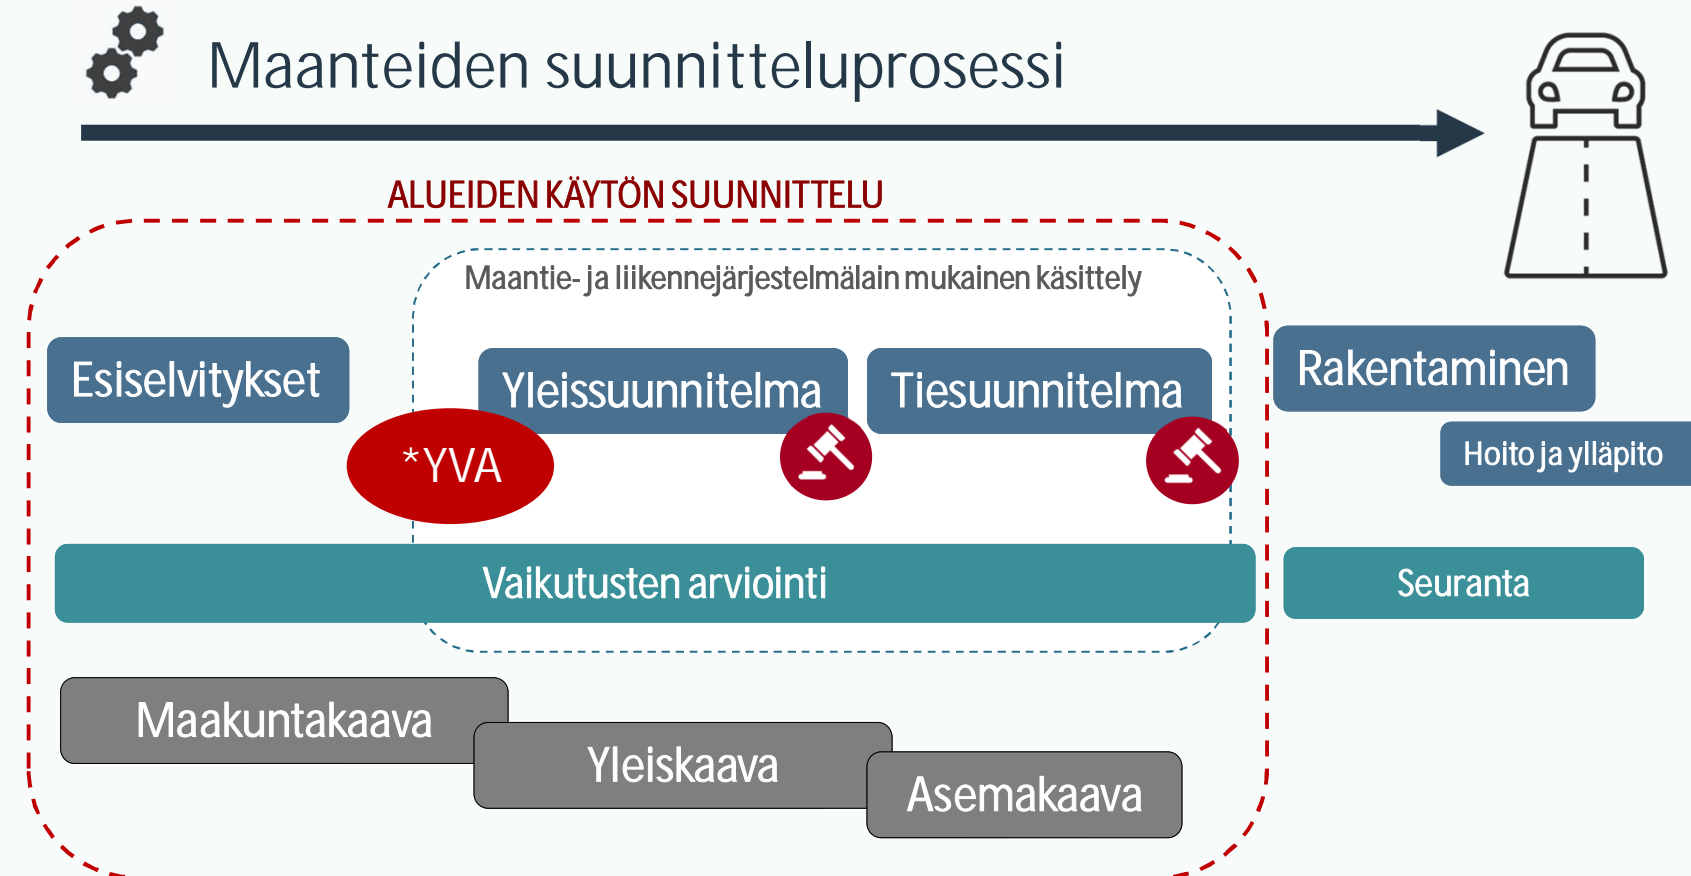 Maanteiden suunnitteluprosessi
ALUEIDEN KÄYTÖN SUUNNITTELU
Maantie- ja liikennejärjestelmälain mukainen käsittely
Esiselvitykset
Yleissuunnitelma
Tiesuunnitelma
Rakentaminen
*YVA
Hoito ja ylläpito
Vaikutusten arviointi
Seuranta
Maakuntakaava
Yleiskaava
Asemakaava